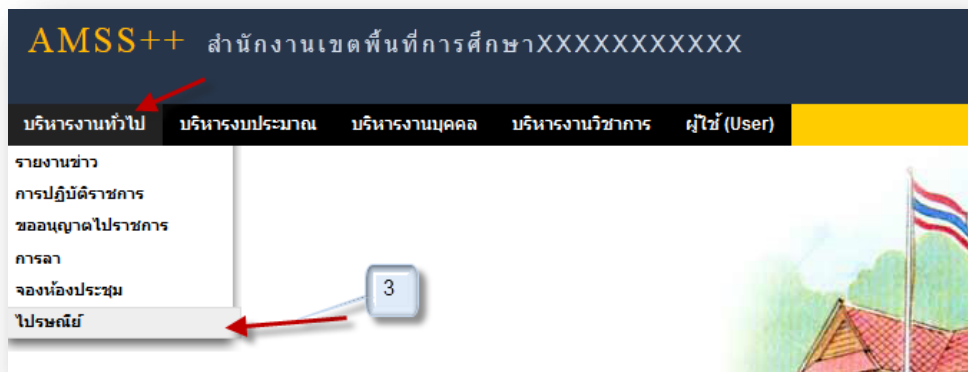 AMSS++ สำนักงานเขตพื้นที่การศึกษาXXXXXXXXXXX
บริหารงานทั่วไป บริหารงบประมาณ บริหารงานบุคคล บริหารงานวิชาการ ผู้ใช้ (User)
รายงานข่าว
การปฏิบัติราชการ
ขออนุญาตไปราชการ
การลา
จองห้องประชุม
3
ไปรษณีย์